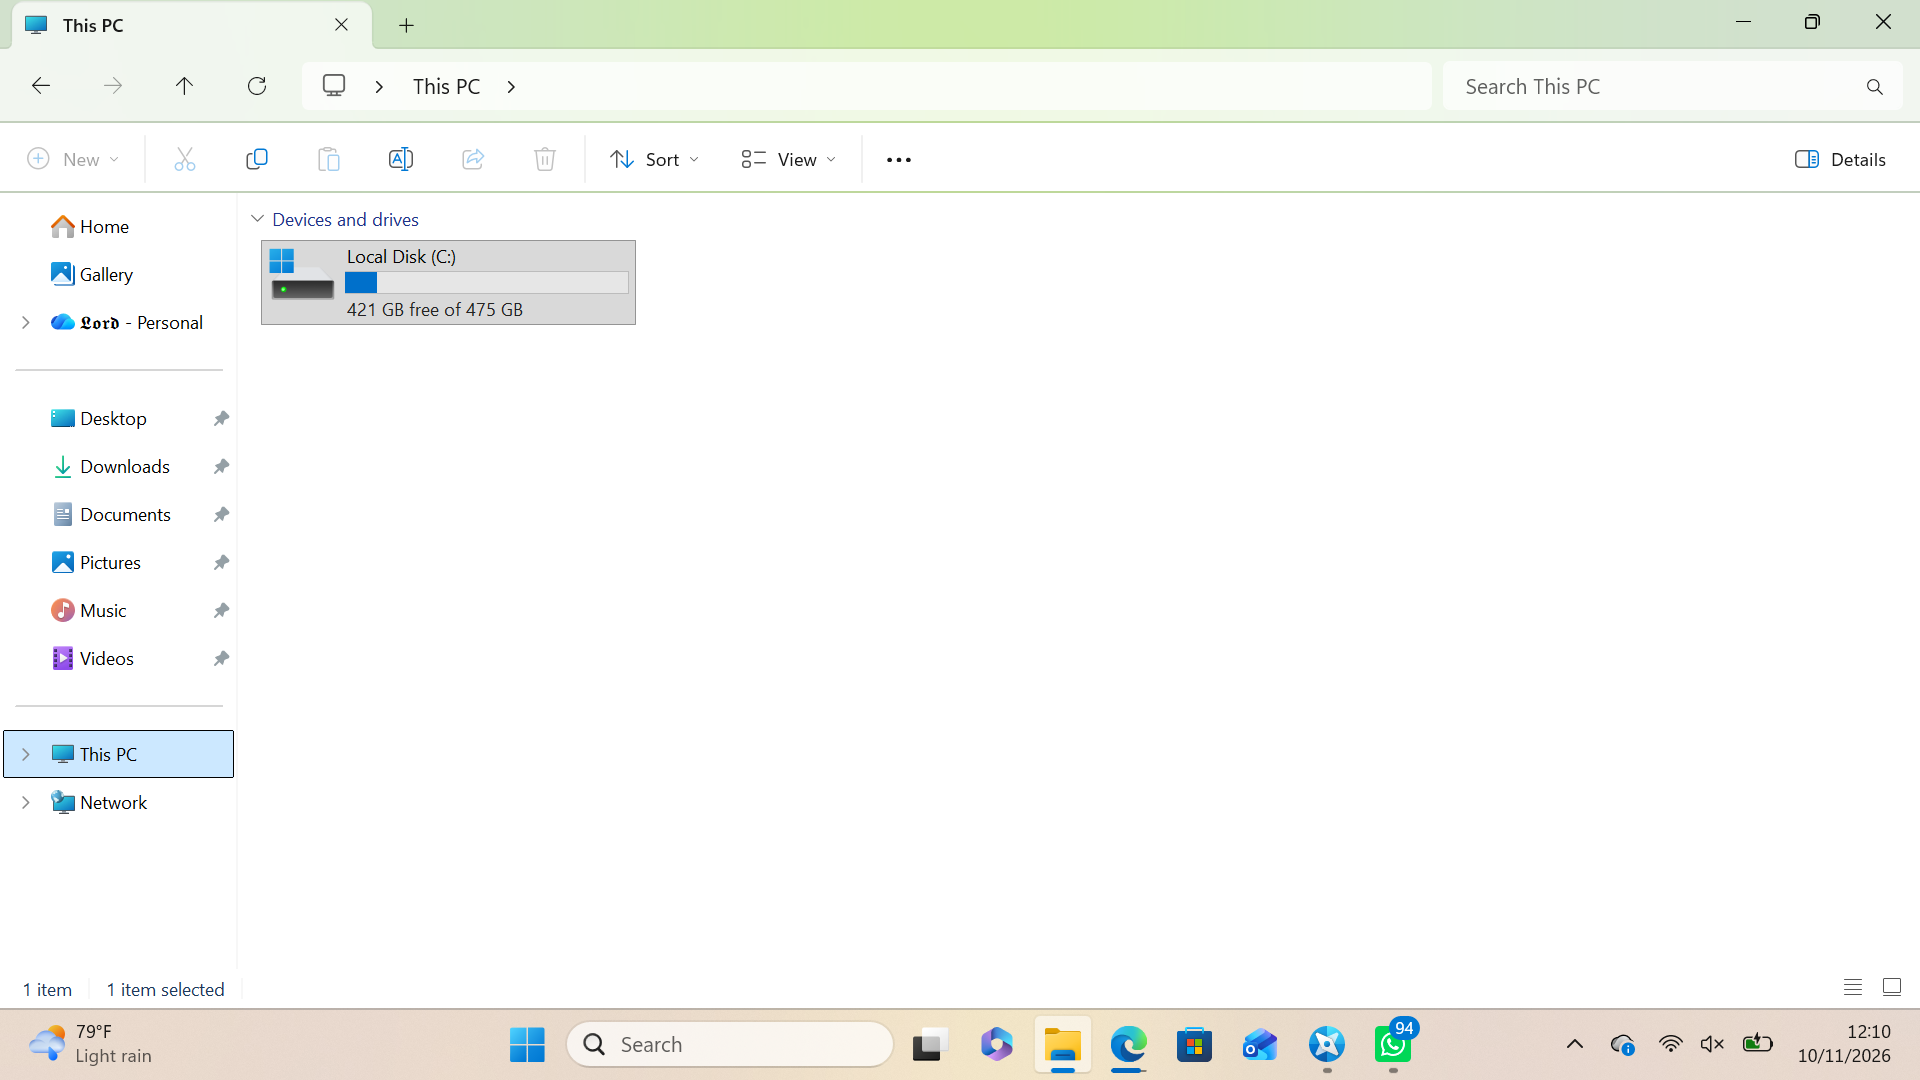 This PC
This PC
Search This PC
New
Sort
View
Details
Home
Gallery
𝕷𝖔𝖗𝖉 - Personal
Desktop
Downloads
Documents
Pictures
Music
Videos
This PC
Network
Devices and drives
Local Disk (C:)
421 GB free of 475 GB
1 item
1 item selected
79°F
Light rain
Search
94
12:10
10/11/2026